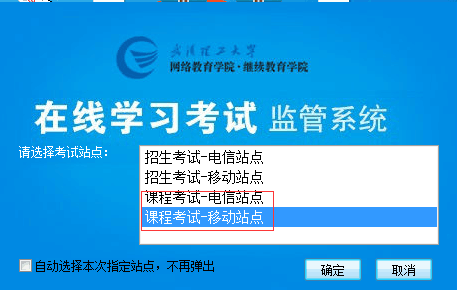 武汉理工大学
网络教育学院·继续教育学院
在线学习考试 监管系统
请选择考试站点：
招生考试-电信站点
招生考试-移动站点
课程考试-电信站点
课程考试-移动站点
自动选择本次指定站点，不再弹出
确定
取消